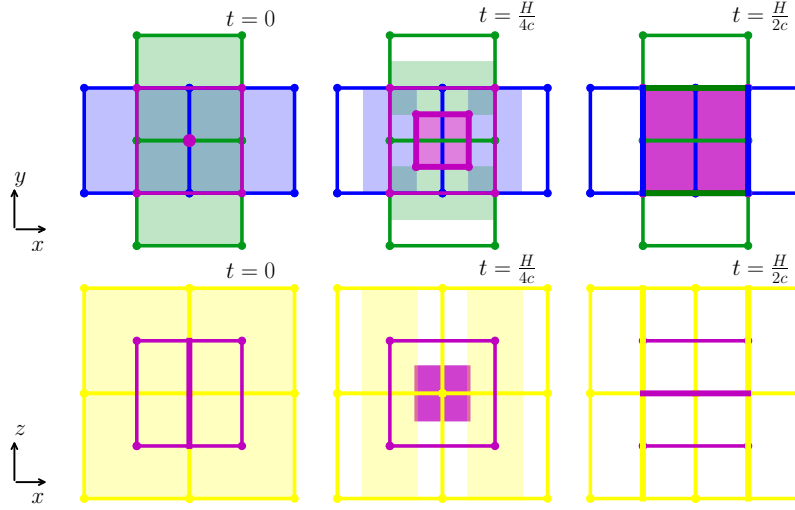 t = 0
t = H/4c
t = H/2c
y
x
t = 0
t = H/4c
t = H/2c
z
x